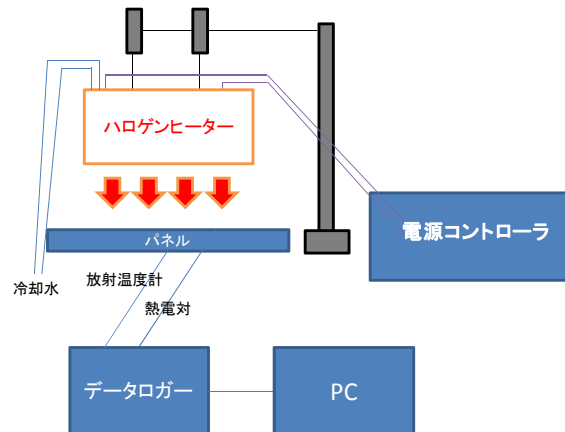 ハロゲンヒーター
パネル
電源コントローラ
冷却水
放射温度計
熱電対
データロガー
PC